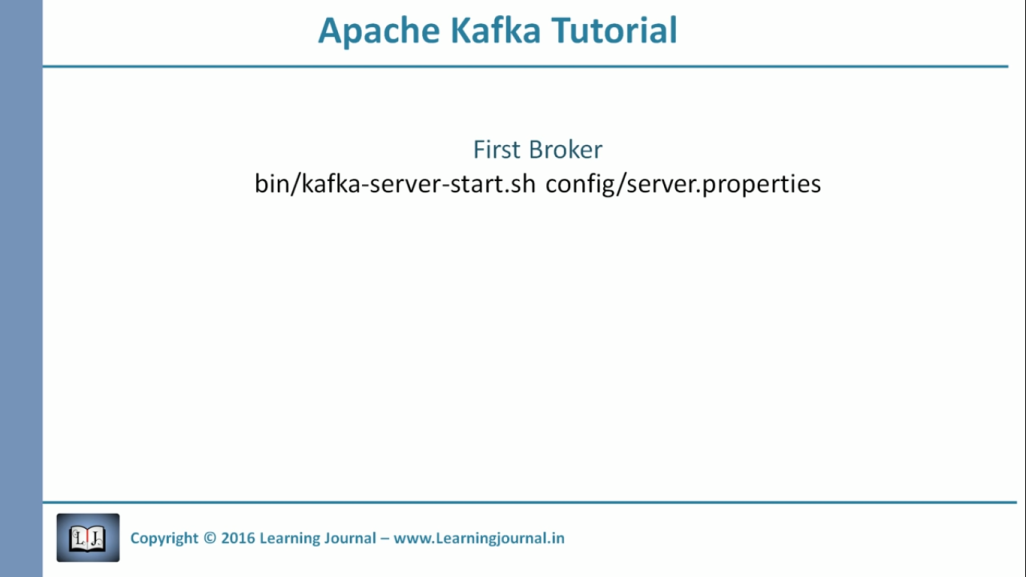 Apache Kafka Tutorial
First Broker
bin/kafka-server-start.sh config/server.properties
LJ
Copyright © 2016 Learning Journal – www.Learningjournal.in